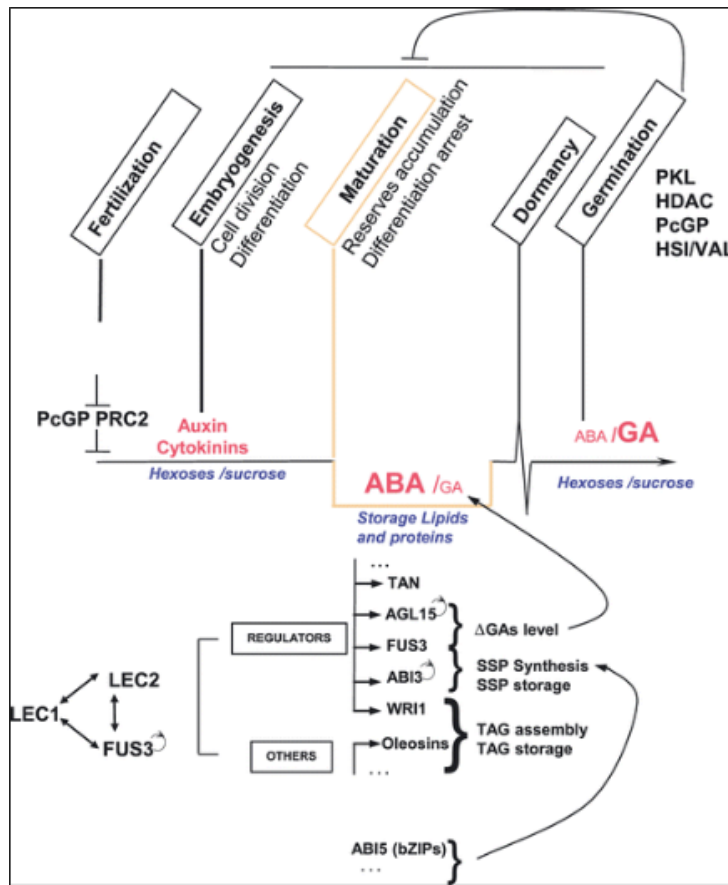 Fertilization
Embryogenesis
Cell division
Differentiation
Maturation
Reserves accumulation
Differentiation arrest
Dormancy
Germination
PKL
HDAC
PcGP
HSI/VAL
PcGP PRC2
Auxin
Cytokinins
Hexoses /sucrose
ABA /GA
Storage Lipids
and proteins
ABA /GA
Hexoses /sucrose
...
TAN
AGL15
FUS3
ABI3
WRI1
Oleosins
...
REGULATORS
OTHERS
LEC1
LEC2
FUS3
ΔGAs level
SSP Synthesis
SSP storage
TAG assembly
TAG storage
ABI5 (bZIPs)
...